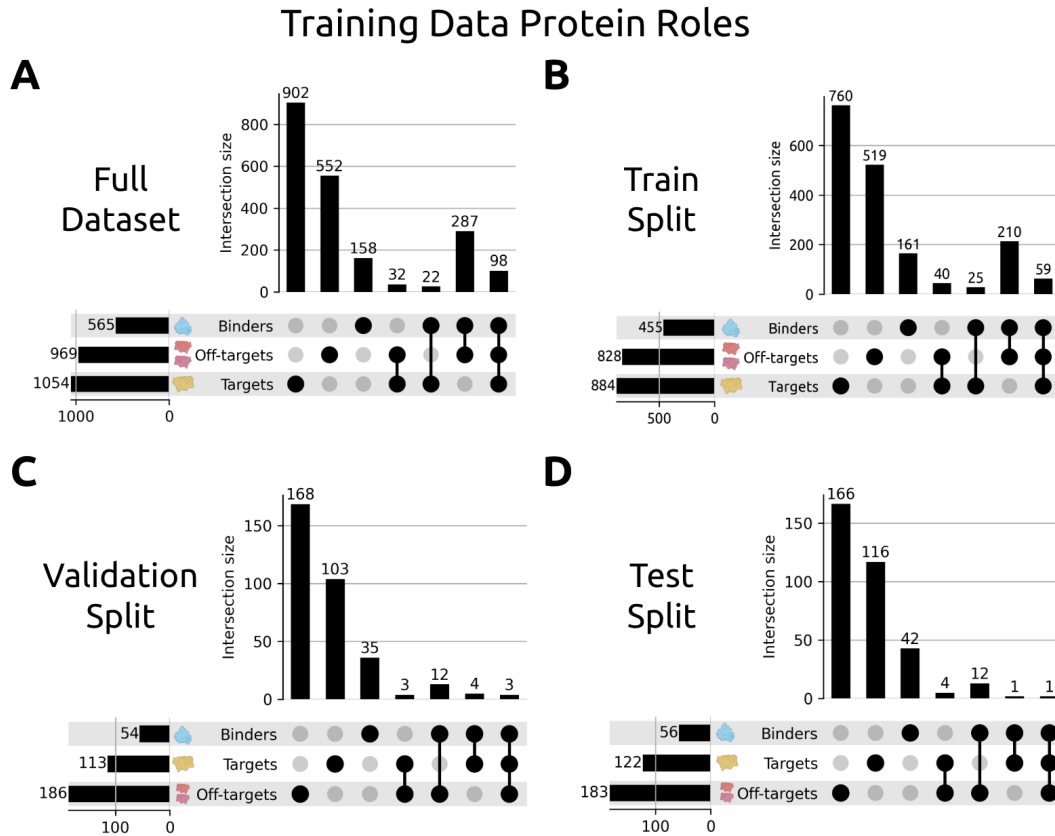 Training Data Protein Roles
A
Full
Dataset
Intersection size
800
600
400
200
0
902
552
158
32
22
287
98
565
Binders
969
Off-targets
1054
Targets
1000
0
B
Train
Split
Intersection size
600
400
200
0
760
519
161
40
25
210
59
455
Binders
828
Off-targets
884
Targets
500
0
C
Validation
Split
Intersection size
150
100
50
0
168
103
35
3
12
4
3
54
Binders
113
Targets
186
Off-targets
100
0
D
Test
Split
Intersection size
150
100
50
0
166
116
42
4
12
1
1
56
Binders
122
Targets
183
Off-targets
100
0